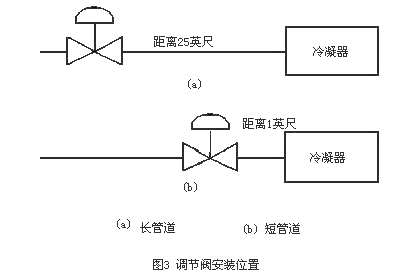 距离25英尺
冷凝器
(a)
距离1英尺
冷凝器
(b)
(a) 长管道
(b) 短管道
图3 调节阀安装位置